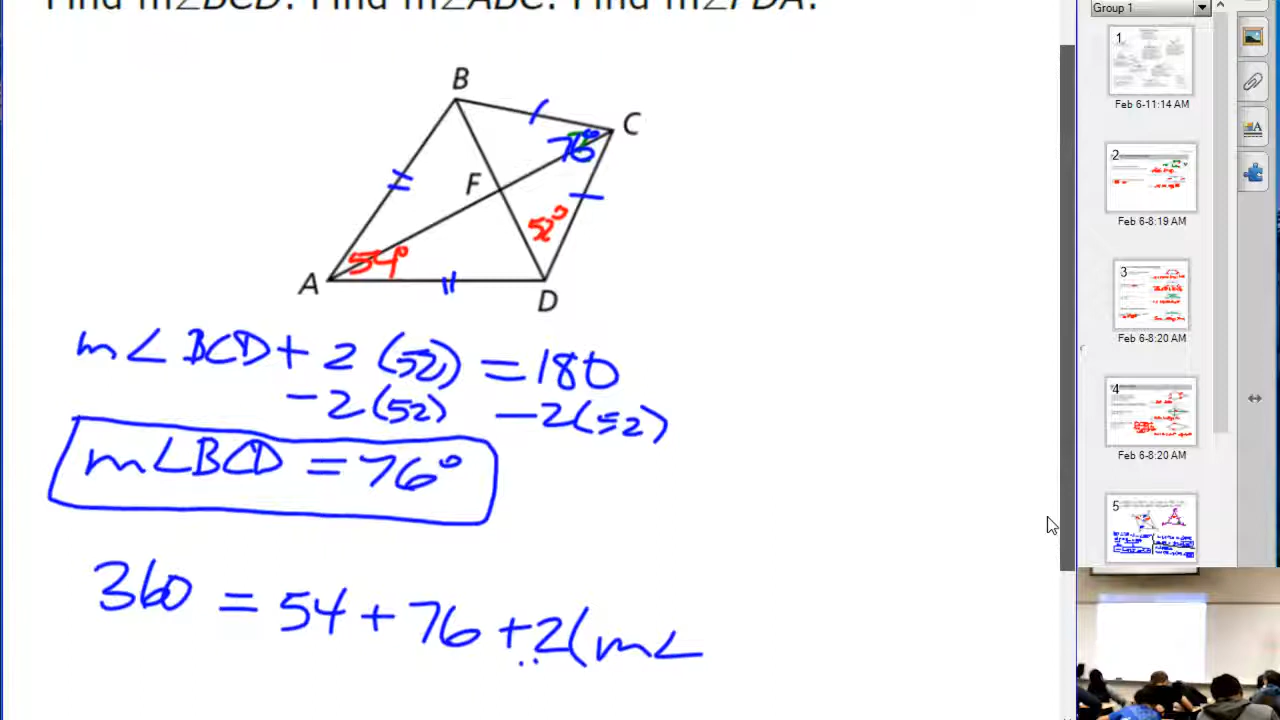 Find m∠BCD. Find m∠ABC. Find m∠FDA.
B
C
76°
F
52°
A
54°
D
m∠ BCD + 2 (52) = 180
- 2 (52) - 2 (52)
m∠BCD = 76°
360 = 54 + 76 + 2( m∠
Group 1
1
Feb 6-11:14 AM
2
Feb 6-8:19 AM
3
Feb 6-8:20 AM
4
Feb 6-8:20 AM
5